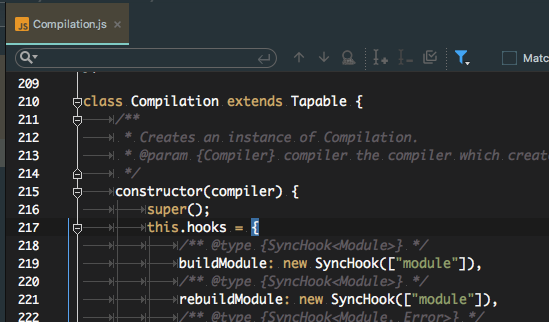 JS Compilation.js ×
Matc
209
210 class Compilation extends Tapable {
211 /**
212 * Creates an instance of Compilation.
213 * @param {Compiler} compiler the compiler which creat
214 */
215 constructor(compiler) {
216 super();
217 this.hooks = {
218 /** @type {SyncHook<Module>} */
219 buildModule: new SyncHook(["module"]),
220 /** @type {SyncHook<Module>} */
221 rebuildModule: new SyncHook(["module"]),
222 /** @type {SyncHook<Module, Error>} */